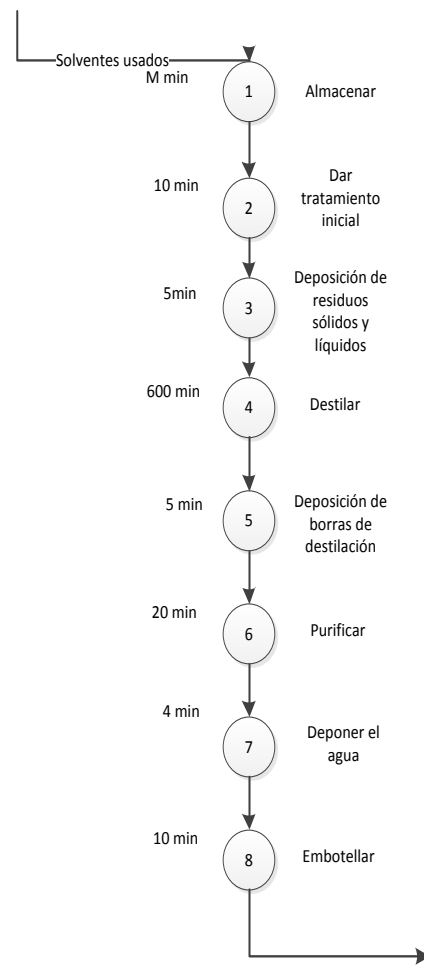 Solventes usados
M min
1
Almacenar
10 min
2
Dar
tratamiento
inicial
5min
3
Deposición de
residuos
sólidos y
líquidos
600 min
4
Destilar
5 min
5
Deposición de
borras de
destilación
20 min
6
Purificar
4 min
7
Deponer el
agua
10 min
8
Embotellar